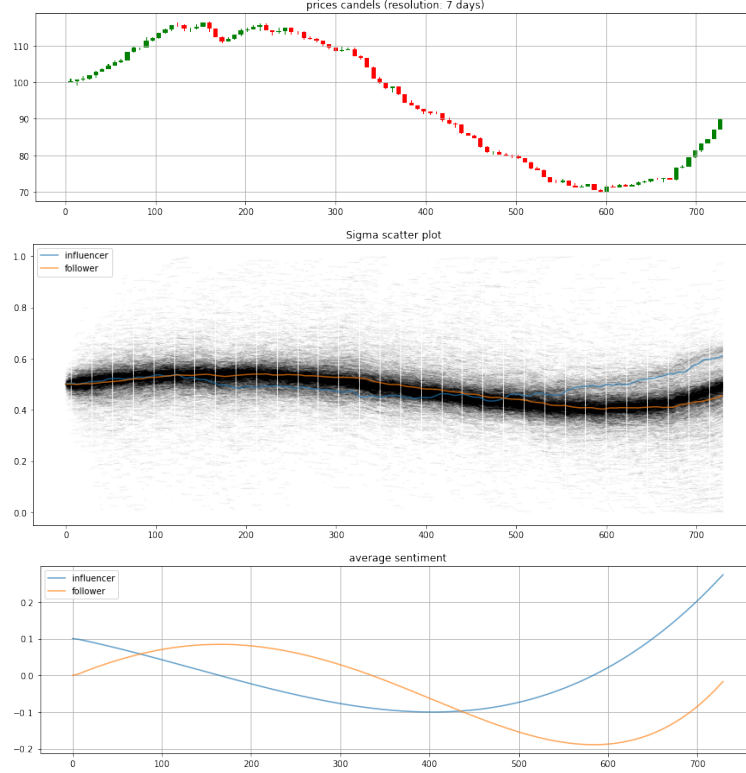 prices candels (resolution: 7 days)
110
100
90
80
70
0 100 200 300 400 500 600 700
Sigma scatter plot
influencer
follower
1.0
0.8
0.6
0.4
0.2
0.0
0 100 200 300 400 500 600 700
average sentiment
influencer
follower
0.2
0.1
0.0
−0.1
−0.2
0 100 200 300 400 500 600 700